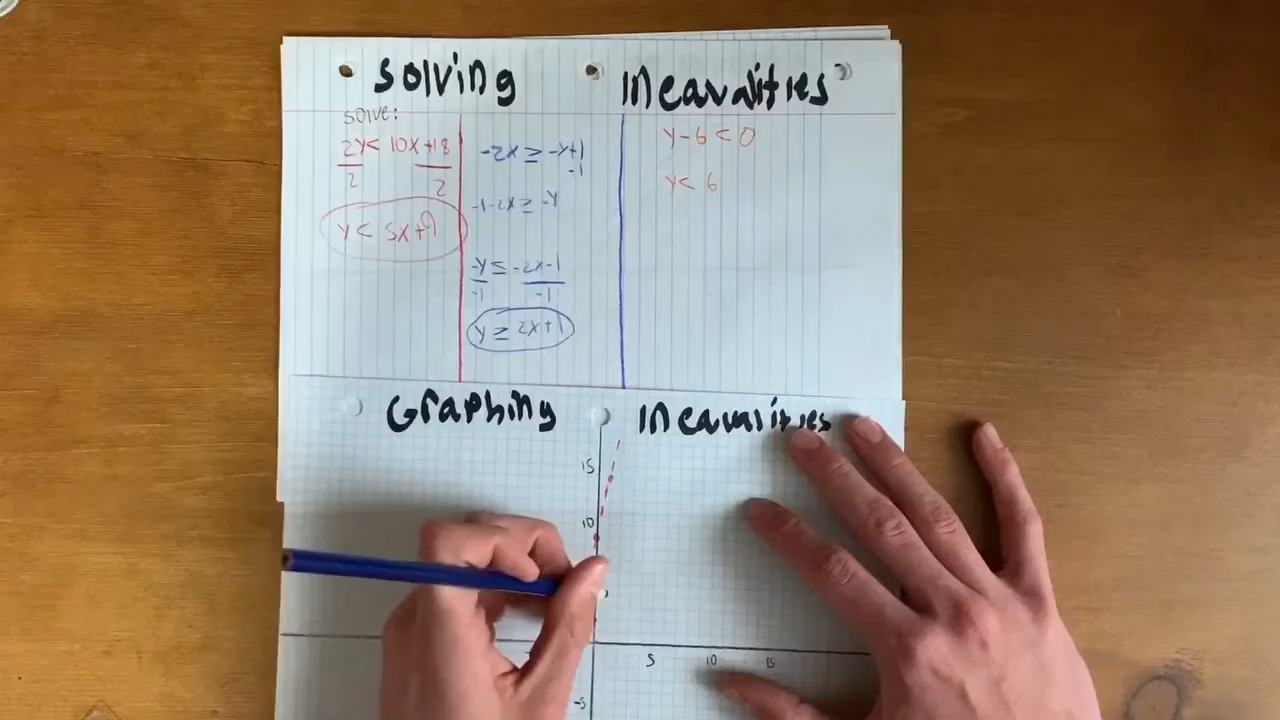 Solving Inequalities
solve:
2y < 10x +18
2 2
y < 5x+9
-2x ≥ -y+1
-1
-2x-1 ≥ -y
-y ≤ -2x-1
-1 -1
y ≥ 2x+1
y-6 < 0
y < 6
Graphing Inequalities
15
10
5 10 15
-5